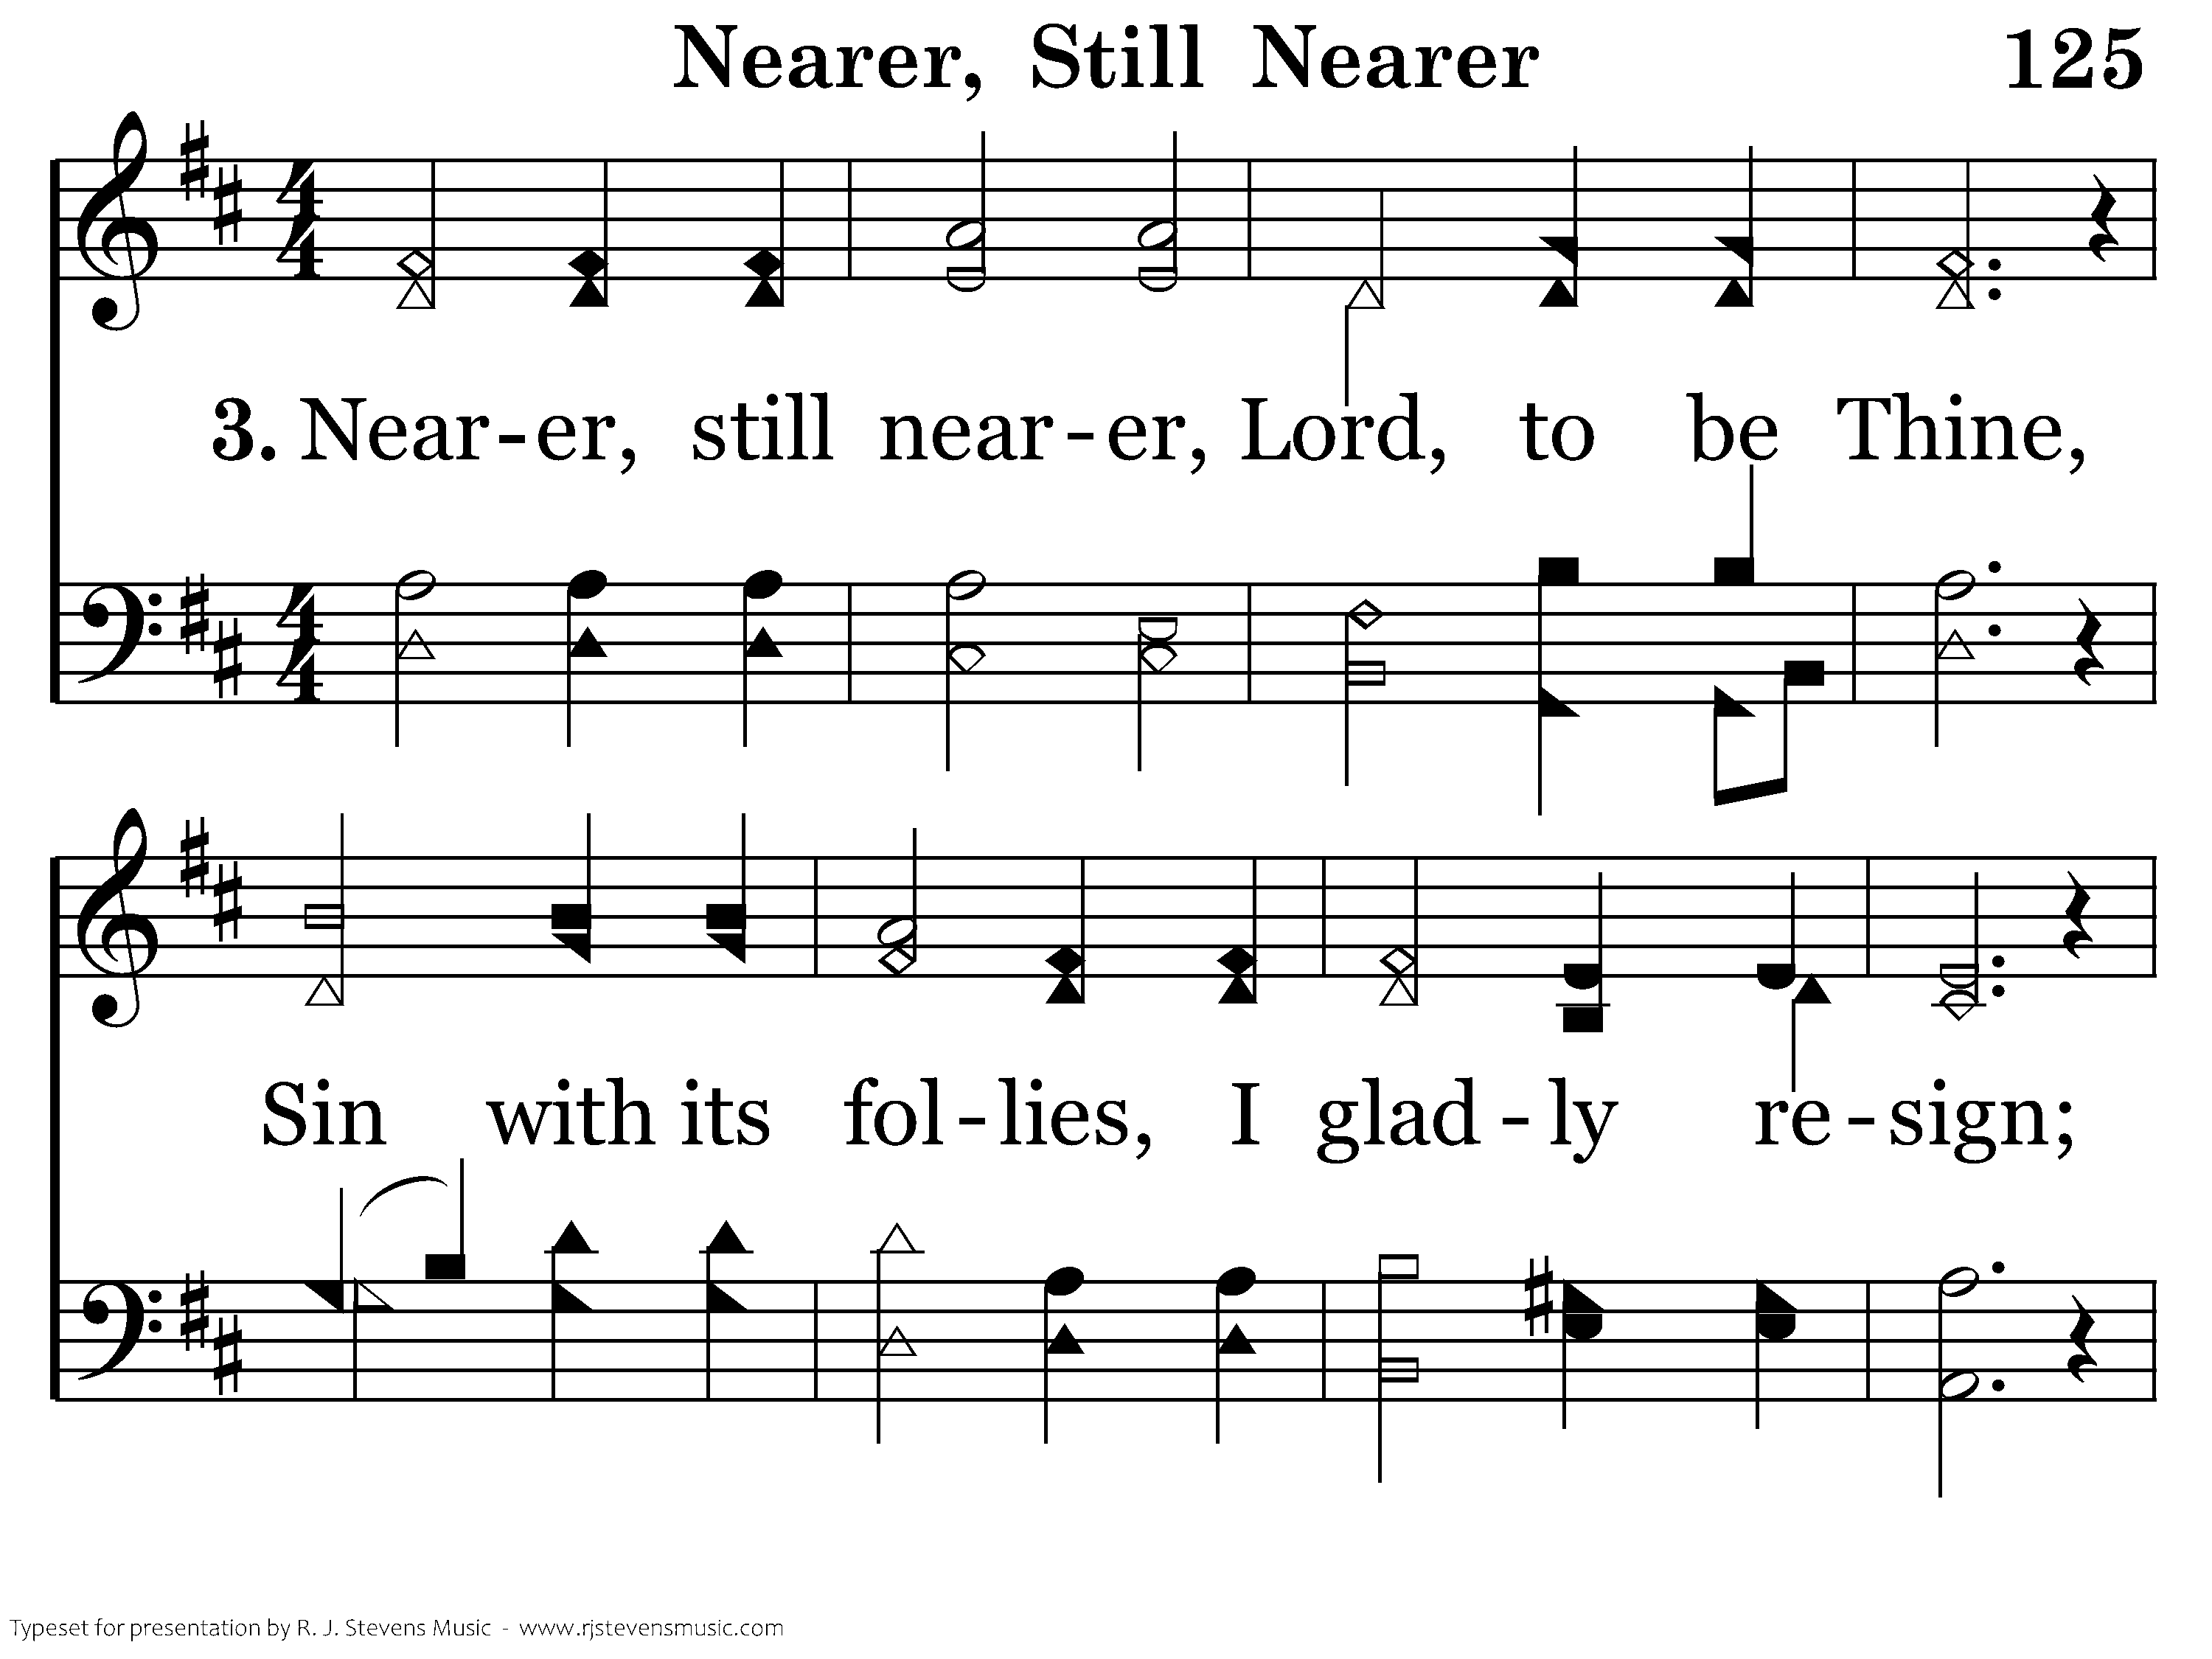 Nearer, Still Nearer 125
3. Near-er, still near-er, Lord, to be Thine,
Sin with its fol-lies, I glad-ly re-sign;
Typeset for presentation by R. J. Stevens Music - www.rjstevensmusic.com